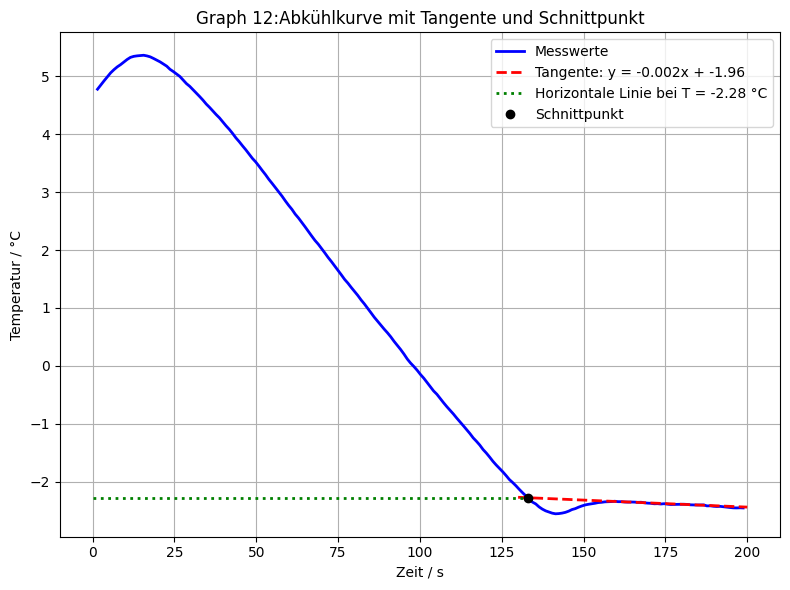 Graph 12:Abkühlkurve mit Tangente und Schnittpunkt
Messwerte
Tangente: y = -0.002x + -1.96
Horizontale Linie bei T = -2.28 °C
Schnittpunkt
Temperatur / °C
5
4
3
2
1
0
−1
−2
0 25 50 75 100 125 150 175 200
Zeit / s